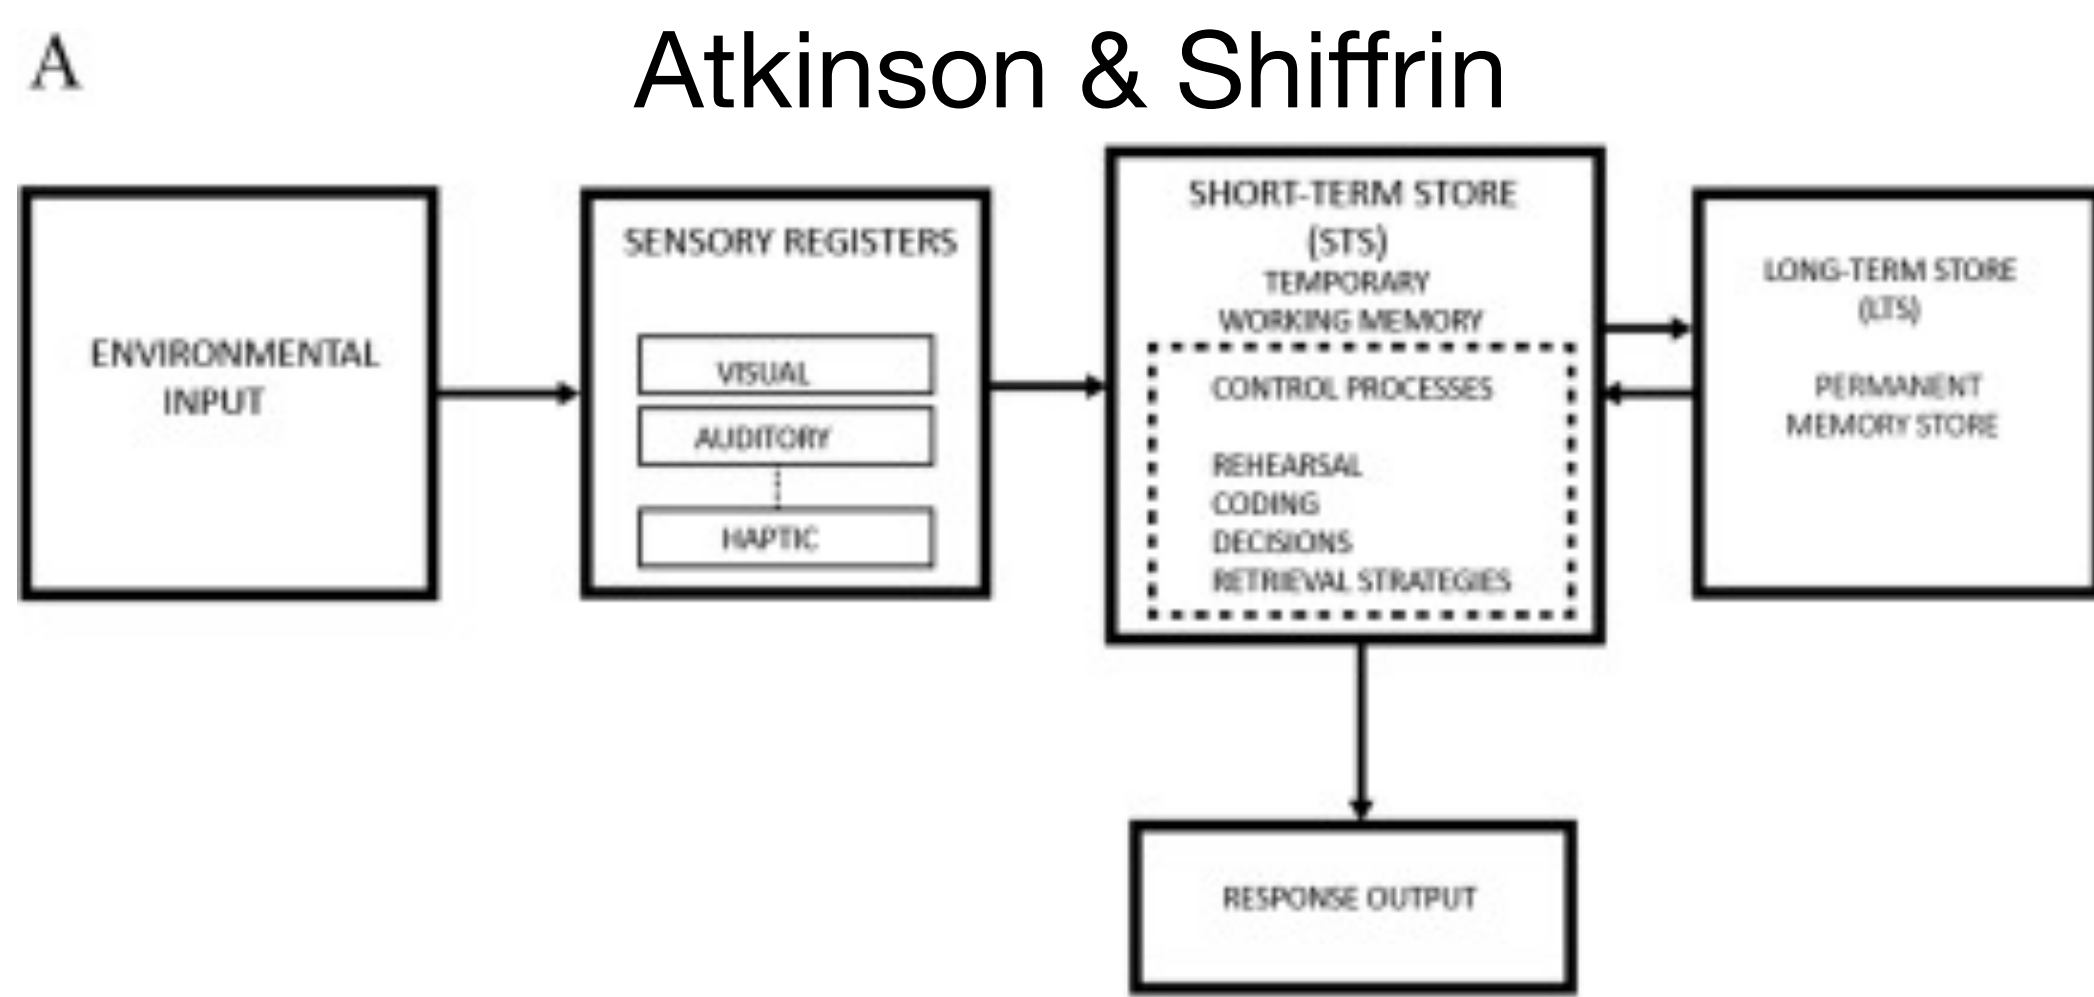 A
Atkinson & Shiffrin
ENVIRONMENTAL
INPUT
SENSORY REGISTERS
VISUAL
AUDITORY
HAPTIC
SHORT-TERM STORE
(STS)
TEMPORARY
WORKING MEMORY
CONTROL PROCESSES
REHEARSAL
CODING
DECISIONS
RETRIEVAL STRATEGIES
LONG-TERM STORE
(LTS)
PERMANENT
MEMORY STORE
RESPONSE OUTPUT